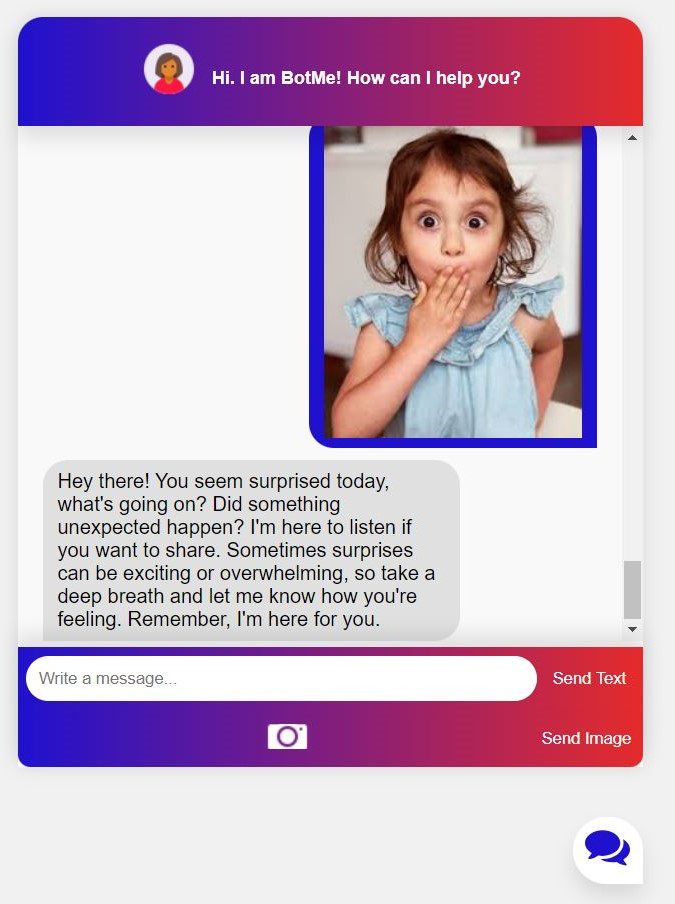 Hi. I am BotMe! How can I help you?
Hey there! You seem surprised today,
what's going on? Did something
unexpected happen? I'm here to listen if
you want to share. Sometimes surprises
can be exciting or overwhelming, so take a
deep breath and let me know how you're
feeling. Remember, I'm here for you.
Write a message...
Send Text
Send Image